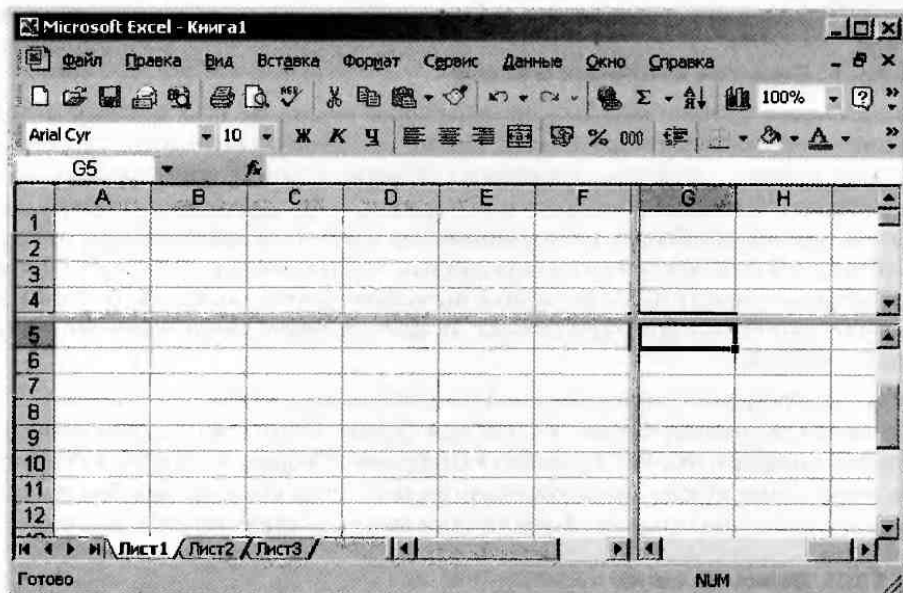 Microsoft Excel - Книга1
Файл Правка Вид Вставка Формат Сервис Данные Окно Справка
100%
Arial Cyr 10 Ж К Ч % 000 A
G5 fx
A B C D E F G H
1
2
3
4
5
6
7
8
9
10
11
12
Лист1 Лист2 Лист3
Готово NUM